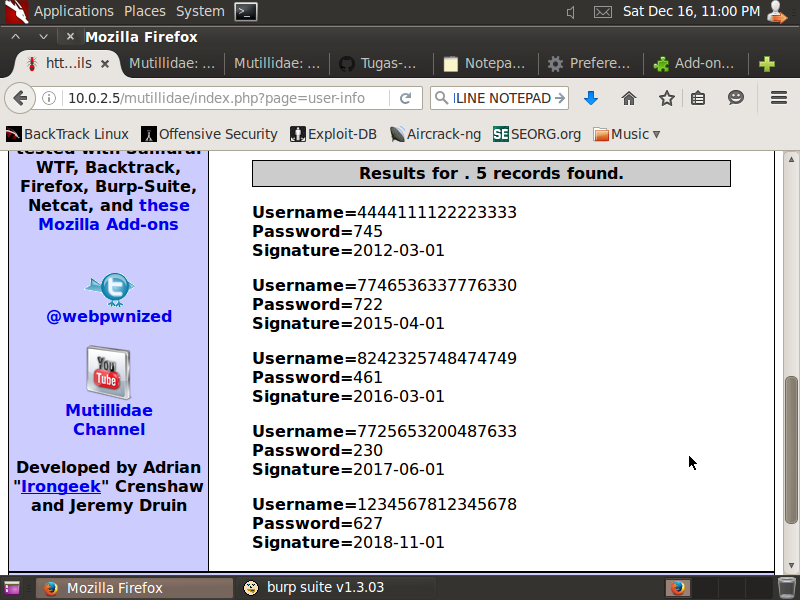 Applications Places System
Sat Dec 16, 11:00 PM
Mozilla Firefox
htt...ils
Mutillidae: ...
Mutillidae: ...
Tugas-...
Notepa...
Prefere...
Add-on...
10.0.2.5/mutillidae/index.php?page=user-info
ILINE NOTEPAD
BackTrack Linux
Offensive Security
Exploit-DB
Aircrack-ng
SE SEORG.org
Music
tested with Samurai
WTF, Backtrack,
Firefox, Burp-Suite,
Netcat, and these
Mozilla Add-ons
@webpwnized
You
Tube
Mutillidae
Channel
Developed by Adrian
"Irongeek" Crenshaw
and Jeremy Druin
Results for . 5 records found.
Username=4444111122223333
Password=745
Signature=2012-03-01
Username=7746536337776330
Password=722
Signature=2015-04-01
Username=8242325748474749
Password=461
Signature=2016-03-01
Username=7725653200487633
Password=230
Signature=2017-06-01
Username=1234567812345678
Password=627
Signature=2018-11-01
Mozilla Firefox
burp suite v1.3.03